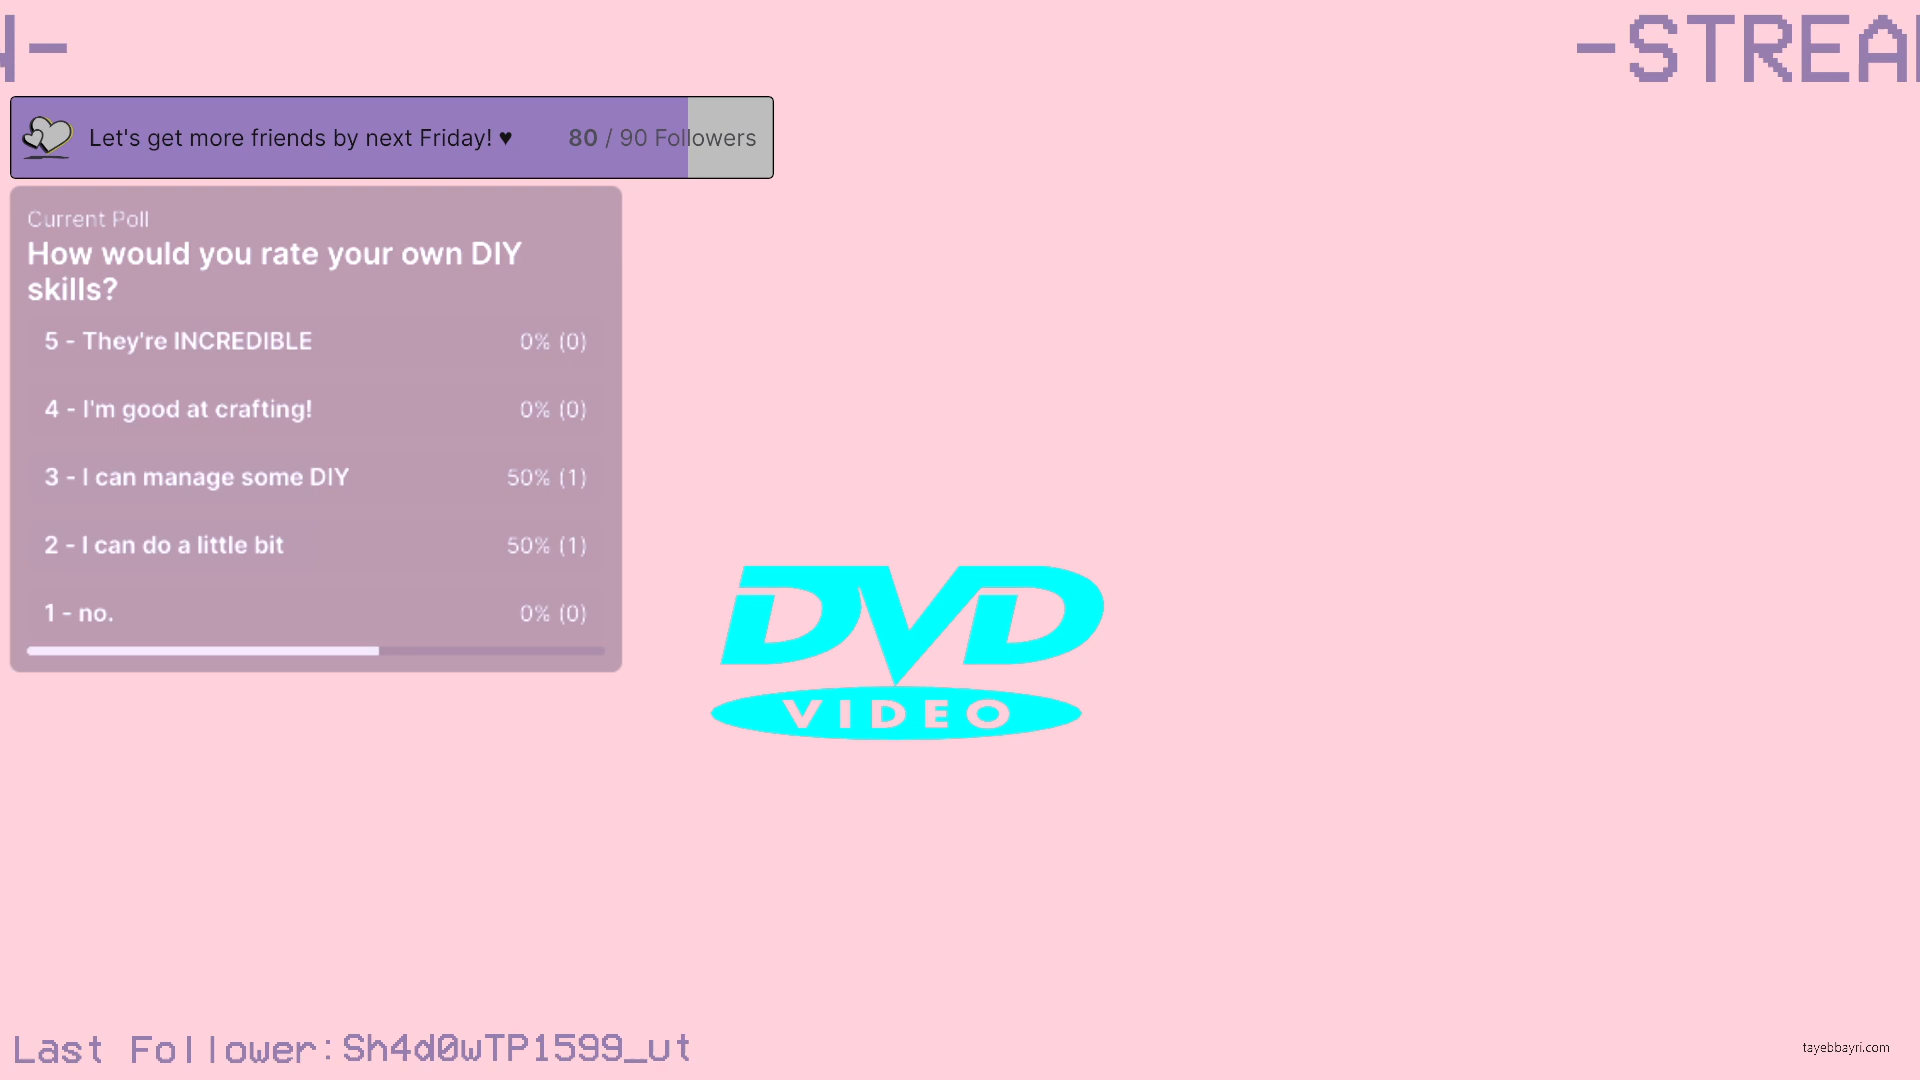 -
-STREA
Let's get more friends by next Friday! ♥ 80 / 90 Followers
Current Poll
How would you rate your own DIY
skills?
5 - They're INCREDIBLE 0% (0)
4 - I'm good at crafting! 0% (0)
3 - I can manage some DIY 50% (1)
2 - I can do a little bit 50% (1)
1 - no. 0% (0)
DVD
VIDEO
Last Follower: Sh4d0wTP1599_ut
tayebbayri.com